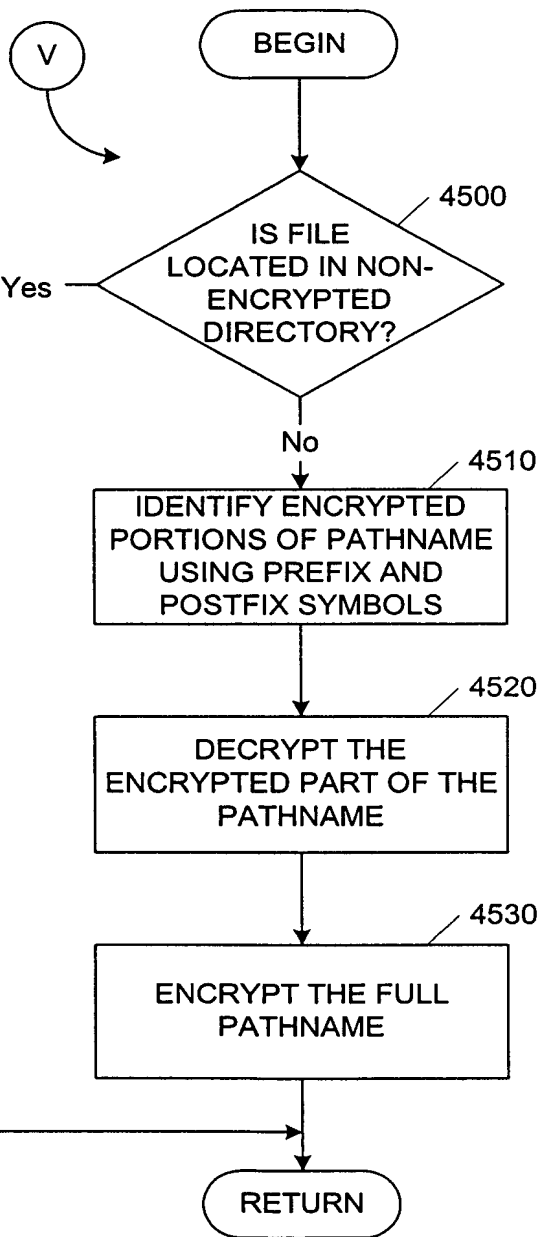 V
BEGIN
4500
IS FILE
LOCATED IN NON-
ENCRYPTED
DIRECTORY?
Yes
No
4510
IDENTIFY ENCRYPTED
PORTIONS OF PATHNAME
USING PREFIX AND
POSTFIX SYMBOLS
4520
DECRYPT THE
ENCRYPTED PART OF THE
PATHNAME
4530
ENCRYPT THE FULL
PATHNAME
RETURN